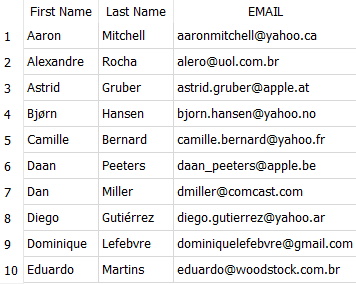 First Name Last Name EMAIL
1 Aaron Mitchell aaronmitchell@yahoo.ca
2 Alexandre Rocha alero@uol.com.br
3 Astrid Gruber astrid.gruber@apple.at
4 Bjørn Hansen bjorn.hansen@yahoo.no
5 Camille Bernard camille.bernard@yahoo.fr
6 Daan Peeters daan_peeters@apple.be
7 Dan Miller dmiller@comcast.com
8 Diego Gutiérrez diego.gutierrez@yahoo.ar
9 Dominique Lefebvre dominiquelefebvre@gmail.com
10 Eduardo Martins eduardo@woodstock.com.br